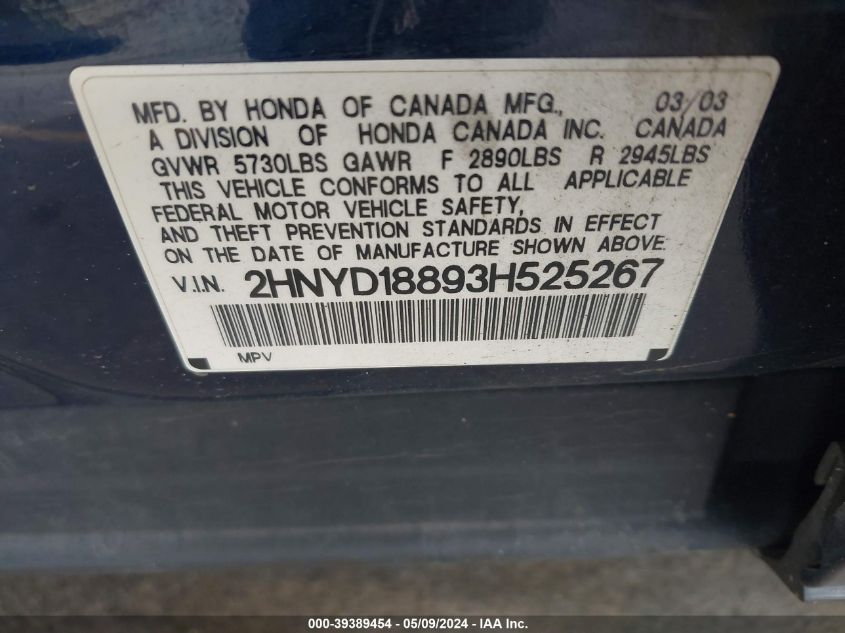 MFD. BY HONDA OF CANADA MFG., 03/03
A DIVISION OF HONDA CANADA INC. CANADA
GVWR 5730LBS GAWR F 2890LBS R 2945LBS
THIS VEHICLE CONFORMS TO ALL APPLICABLE
FEDERAL MOTOR VEHICLE SAFETY,
AND THEFT PREVENTION STANDARDS IN EFFECT
ON THE DATE OF MANUFACTURE SHOWN ABOVE.
V.I.N. 2HNYD18893H525267
MPV
000-39389454 - 05/09/2024 - IAA Inc.